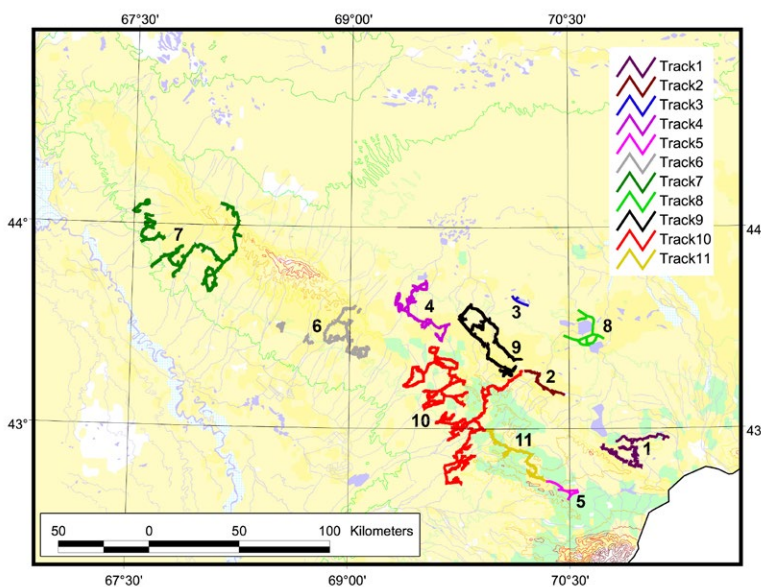 67°30'
69°00
70°30'
Track1
Track2
Track3
Track4
Track5
Track6
Track7
Track8
Track9
Track10
Track11
44°
44
7
4
3
6
8
9
2
43°
10
43
11
1
5
50 0 50 100 Kilometers
67°30'
69°00
70°30'